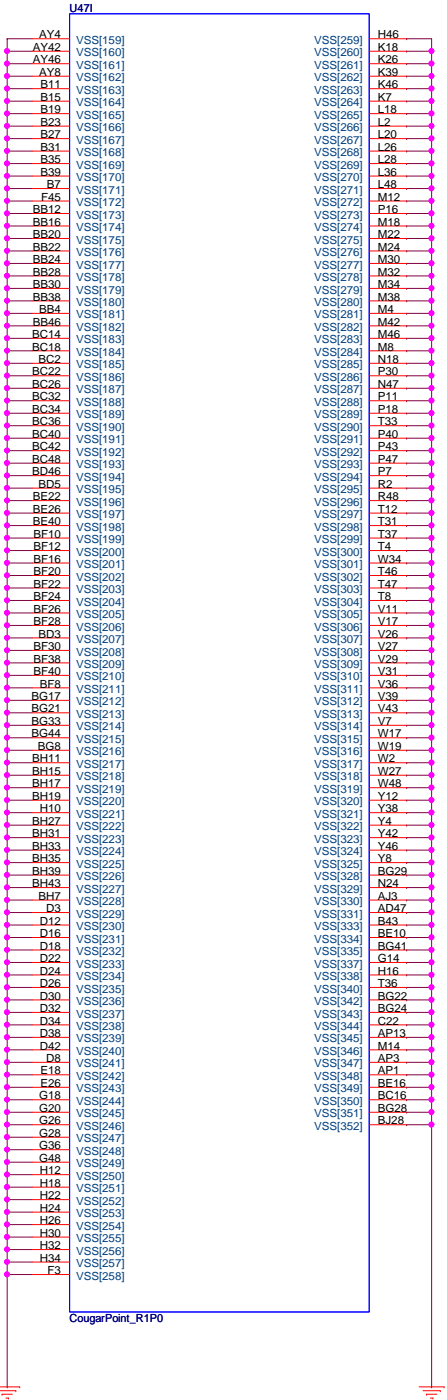 U47I
AY4 VSS[159]
AY42 VSS[160]
AY46 VSS[161]
AY8 VSS[162]
B11 VSS[163]
B15 VSS[164]
B19 VSS[165]
B23 VSS[166]
B27 VSS[167]
B31 VSS[168]
B35 VSS[169]
B39 VSS[170]
B7 VSS[171]
F45 VSS[172]
BB12 VSS[173]
BB16 VSS[174]
BB20 VSS[175]
BB22 VSS[176]
BB24 VSS[177]
BB28 VSS[178]
BB30 VSS[179]
BB38 VSS[180]
BB4 VSS[181]
BB46 VSS[182]
BC14 VSS[183]
BC18 VSS[184]
BC2 VSS[185]
BC22 VSS[186]
BC26 VSS[187]
BC32 VSS[188]
BC34 VSS[189]
BC36 VSS[190]
BC40 VSS[191]
BC42 VSS[192]
BC48 VSS[193]
BD46 VSS[194]
BD5 VSS[195]
BE22 VSS[196]
BE26 VSS[197]
BE40 VSS[198]
BF10 VSS[199]
BF12 VSS[200]
BF16 VSS[201]
BF20 VSS[202]
BF22 VSS[203]
BF24 VSS[204]
BF26 VSS[205]
BF28 VSS[206]
BD3 VSS[207]
BF30 VSS[208]
BF38 VSS[209]
BF40 VSS[210]
BF8 VSS[211]
BG17 VSS[212]
BG21 VSS[213]
BG33 VSS[214]
BG44 VSS[215]
BG8 VSS[216]
BH11 VSS[217]
BH15 VSS[218]
BH17 VSS[219]
BH19 VSS[220]
H10 VSS[221]
BH27 VSS[222]
BH31 VSS[223]
BH33 VSS[224]
BH35 VSS[225]
BH39 VSS[226]
BH43 VSS[227]
BH7 VSS[228]
D3 VSS[229]
D12 VSS[230]
D16 VSS[231]
D18 VSS[232]
D22 VSS[233]
D24 VSS[234]
D26 VSS[235]
D30 VSS[236]
D32 VSS[237]
D34 VSS[238]
D38 VSS[239]
D42 VSS[240]
D8 VSS[241]
E18 VSS[242]
E26 VSS[243]
G18 VSS[244]
G20 VSS[245]
G26 VSS[246]
G28 VSS[247]
G36 VSS[248]
G48 VSS[249]
H12 VSS[250]
H18 VSS[251]
H22 VSS[252]
H24 VSS[253]
H26 VSS[254]
H30 VSS[255]
H32 VSS[256]
H34 VSS[257]
F3 VSS[258]
VSS[259] H46
VSS[260] K18
VSS[261] K26
VSS[262] K39
VSS[263] K46
VSS[264] K7
VSS[265] L18
VSS[266] L2
VSS[267] L20
VSS[268] L26
VSS[269] L28
VSS[270] L36
VSS[271] L48
VSS[272] M12
VSS[273] P16
VSS[274] M18
VSS[275] M22
VSS[276] M24
VSS[277] M30
VSS[278] M32
VSS[279] M34
VSS[280] M38
VSS[281] M4
VSS[282] M42
VSS[283] M46
VSS[284] M8
VSS[285] N18
VSS[286] P30
VSS[287] N47
VSS[288] P11
VSS[289] P18
VSS[290] T33
VSS[291] P40
VSS[292] P43
VSS[293] P47
VSS[294] P7
VSS[295] R2
VSS[296] R48
VSS[297] T12
VSS[298] T31
VSS[299] T37
VSS[300] T4
VSS[301] W34
VSS[302] T46
VSS[303] T47
VSS[304] T8
VSS[305] V11
VSS[306] V17
VSS[307] V26
VSS[308] V27
VSS[309] V29
VSS[310] V31
VSS[311] V36
VSS[312] V39
VSS[313] V43
VSS[314] V7
VSS[315] W17
VSS[316] W19
VSS[317] W2
VSS[318] W27
VSS[319] W48
VSS[320] Y12
VSS[321] Y38
VSS[322] Y4
VSS[323] Y42
VSS[324] Y46
VSS[325] Y8
VSS[328] BG29
VSS[329] N24
VSS[330] AJ3
VSS[331] AD47
VSS[333] B43
VSS[334] BE10
VSS[335] BG41
VSS[337] G14
VSS[338] H16
VSS[340] T36
VSS[342] BG22
VSS[343] BG24
VSS[344] C22
VSS[345] AP13
VSS[346] M14
VSS[347] AP3
VSS[348] AP1
VSS[349] BE16
VSS[350] BC16
VSS[351] BG28
VSS[352] BJ28
CougarPoint_R1P0